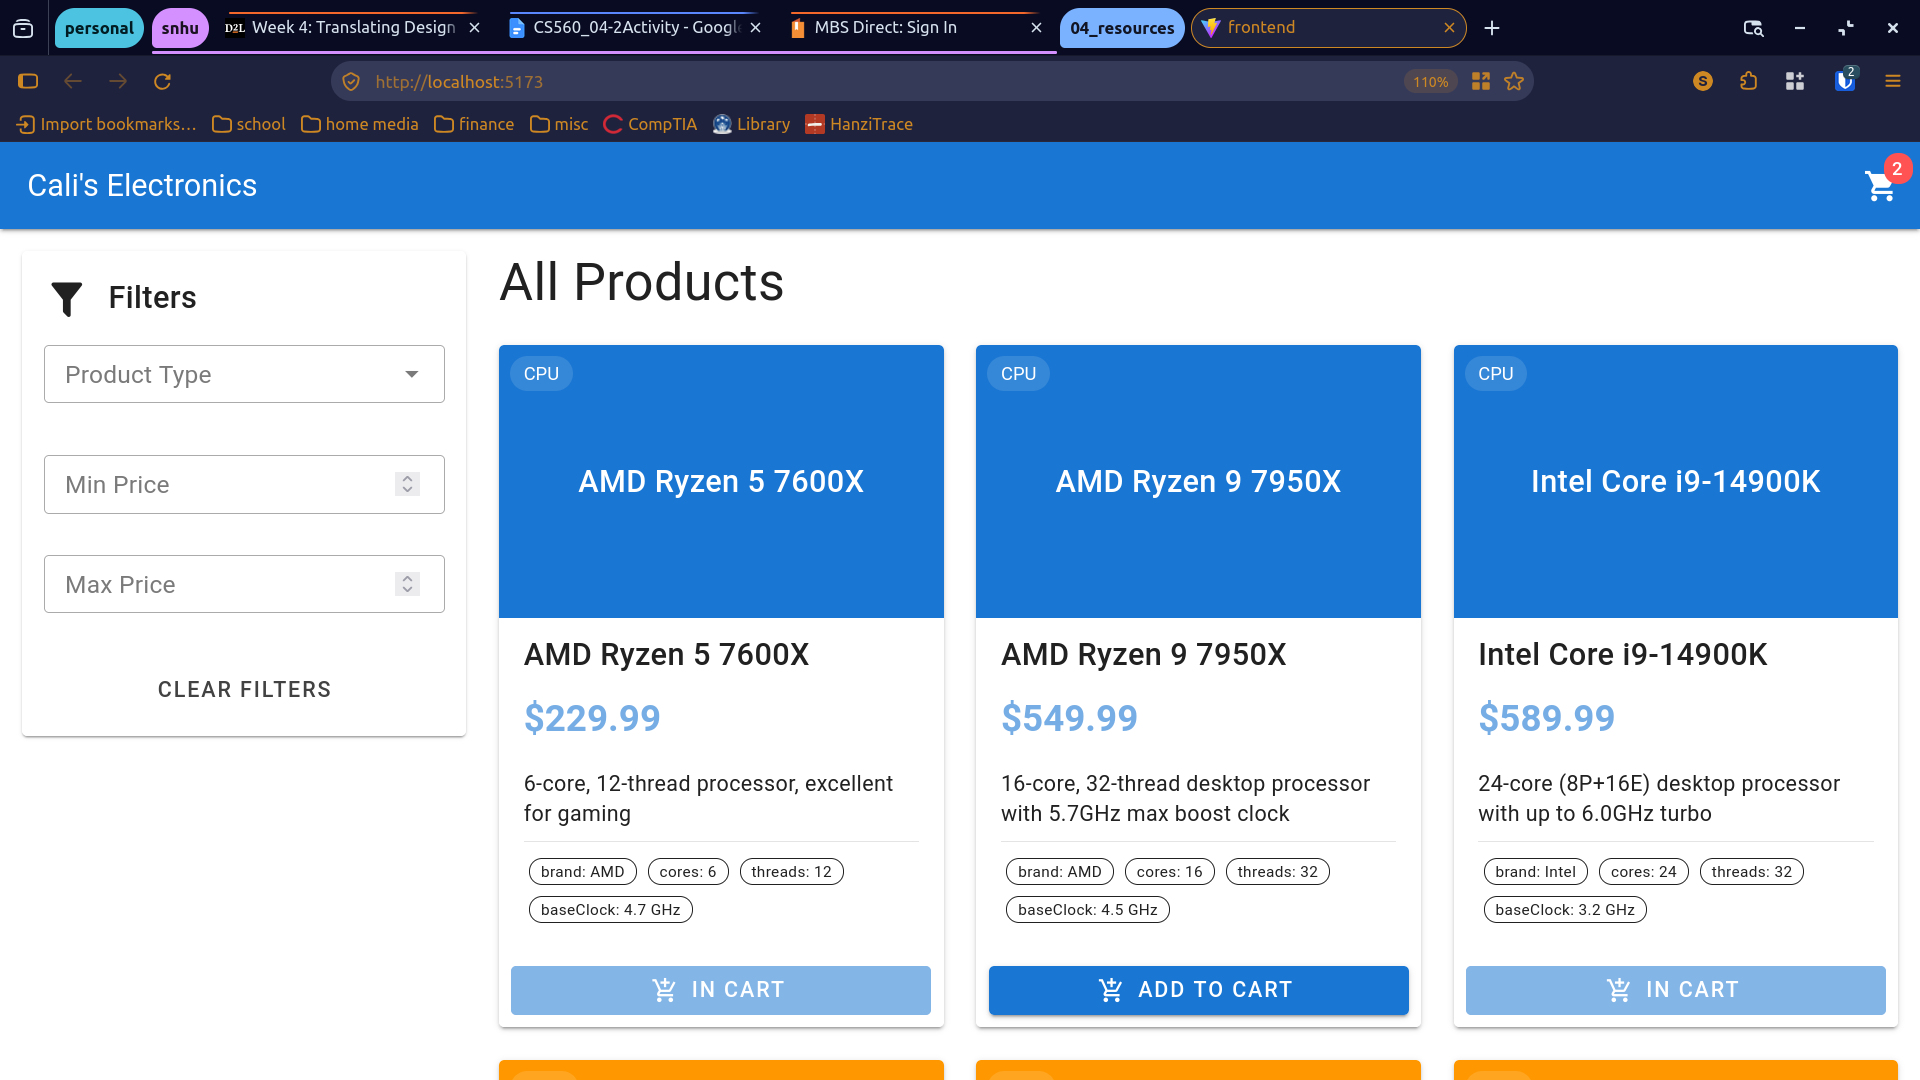 personal
snhu
D2L Week 4: Translating Design
CS560_04-2Activity - Google
MBS Direct: Sign In
04_resources
frontend
http://localhost:5173
110%
S
2
Import bookmarks...
school
home media
finance
misc
CompTIA
Library
HanziTrace
Cali's Electronics
2
Filters
Product Type
Min Price
Max Price
CLEAR FILTERS
All Products
CPU
AMD Ryzen 5 7600X
AMD Ryzen 5 7600X
$229.99
6-core, 12-thread processor, excellent
for gaming
brand: AMD cores: 6 threads: 12
baseClock: 4.7 GHz
IN CART
CPU
AMD Ryzen 9 7950X
AMD Ryzen 9 7950X
$549.99
16-core, 32-thread desktop processor
with 5.7GHz max boost clock
brand: AMD cores: 16 threads: 32
baseClock: 4.5 GHz
ADD TO CART
CPU
Intel Core i9-14900K
Intel Core i9-14900K
$589.99
24-core (8P+16E) desktop processor
with up to 6.0GHz turbo
brand: Intel cores: 24 threads: 32
baseClock: 3.2 GHz
IN CART